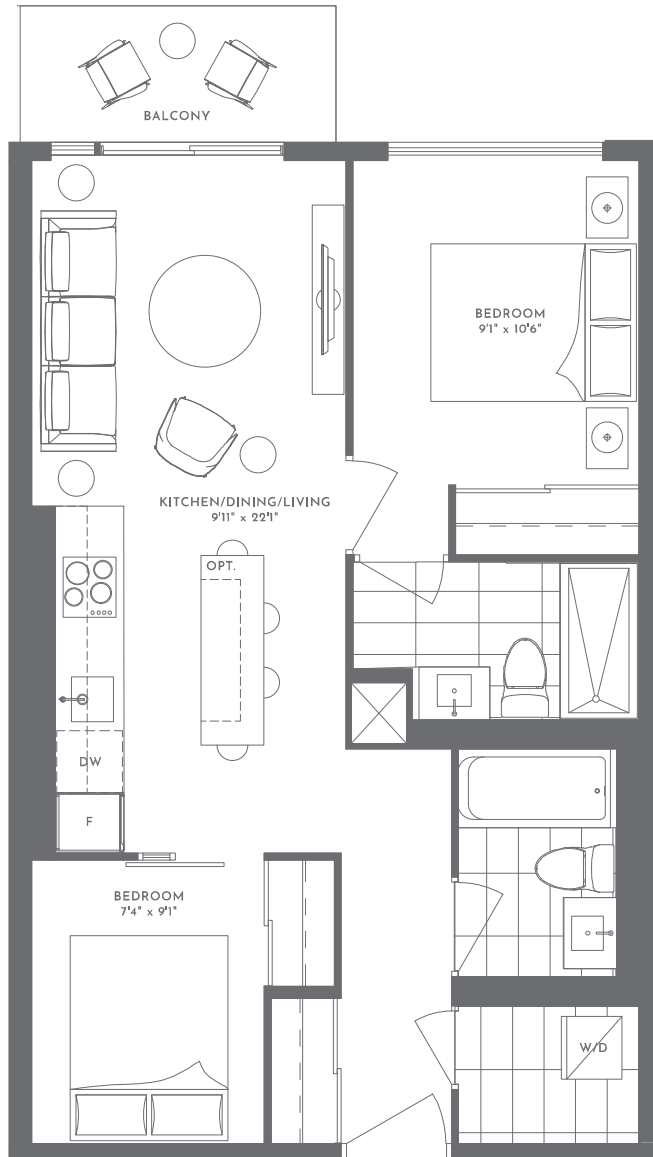 BALCONY
BEDROOM
9'1" x 10'6"
KITCHEN/DINING/LIVING
9'11" x 22'1"
OPT.
DW
F
BEDROOM
7'4" x 9'1"
W/D